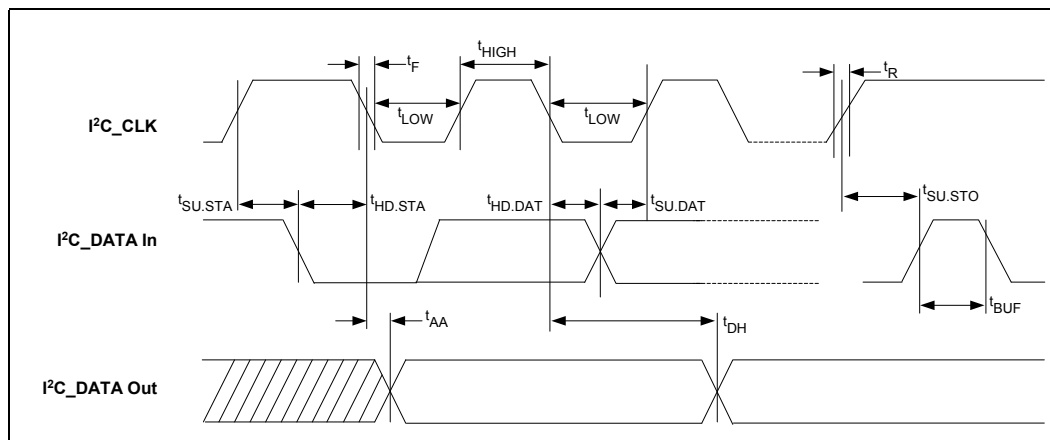 tF
tHIGH
tR
tLOW
tLOW
I²C_CLK
tSU.STA
tHD.STA
tHD.DAT
tSU.DAT
tSU.STO
I²C_DATA In
tAA
tDH
tBUF
I²C_DATA Out